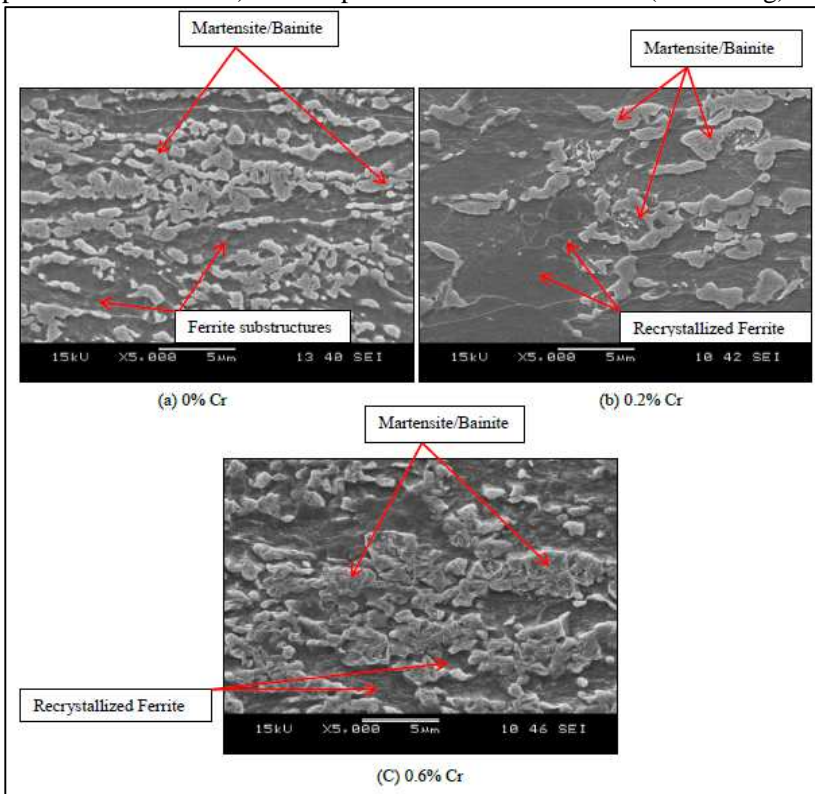 Martensite/Bainite
Martensite/Bainite
Ferrite substructures
Recrystallized Ferrite
15kU X5,000 5µm 13 40 SEI
15kU X5,000 5µm 10 42 SEI
(a) 0% Cr
(b) 0.2% Cr
Martensite/Bainite
Recrystallized Ferrite
15kU X5,000 5µm 10 46 SEI
(C) 0.6% Cr